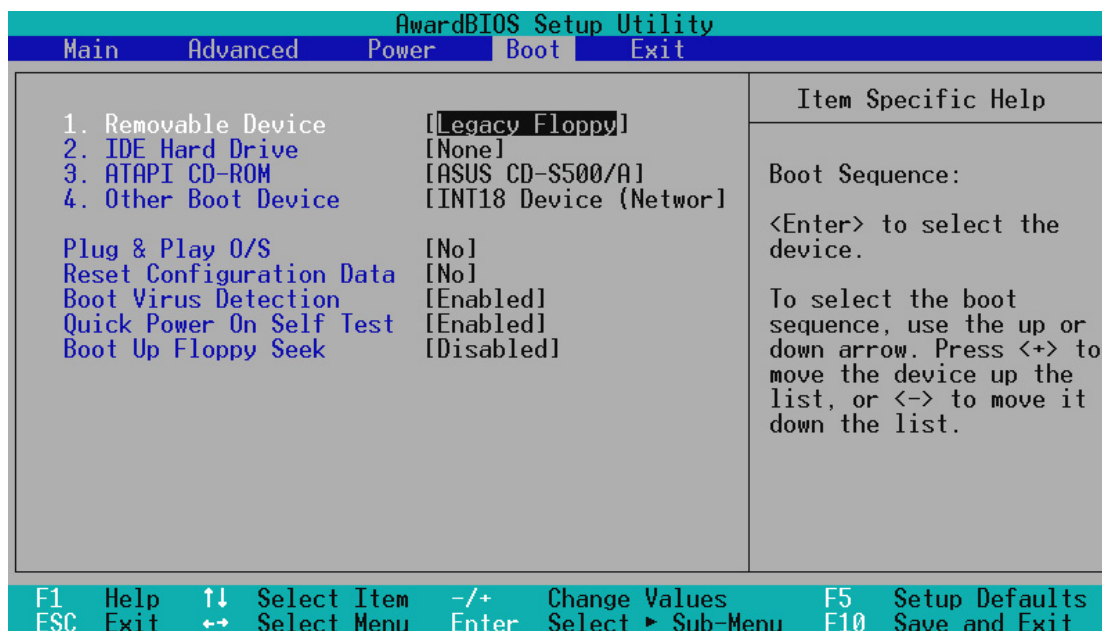 AwardBIOS Setup Utility
Main Advanced Power Boot Exit
1. Removable Device [Legacy Floppy]
2. IDE Hard Drive [None]
3. ATAPI CD-ROM [ASUS CD-S500/A]
4. Other Boot Device [INT18 Device (Networ]
Plug & Play O/S [No]
Reset Configuration Data [No]
Boot Virus Detection [Enabled]
Quick Power On Self Test [Enabled]
Boot Up Floppy Seek [Disabled]
Item Specific Help
Boot Sequence:
<Enter> to select the
device.
To select the boot
sequence, use the up or
down arrow. Press <+> to
move the device up the
list, or <-> to move it
down the list.
F1 Help ↑↓ Select Item -/+ Change Values F5 Setup Defaults
ESC Exit ←→ Select Menu Enter Select ► Sub-Menu F10 Save and Exit